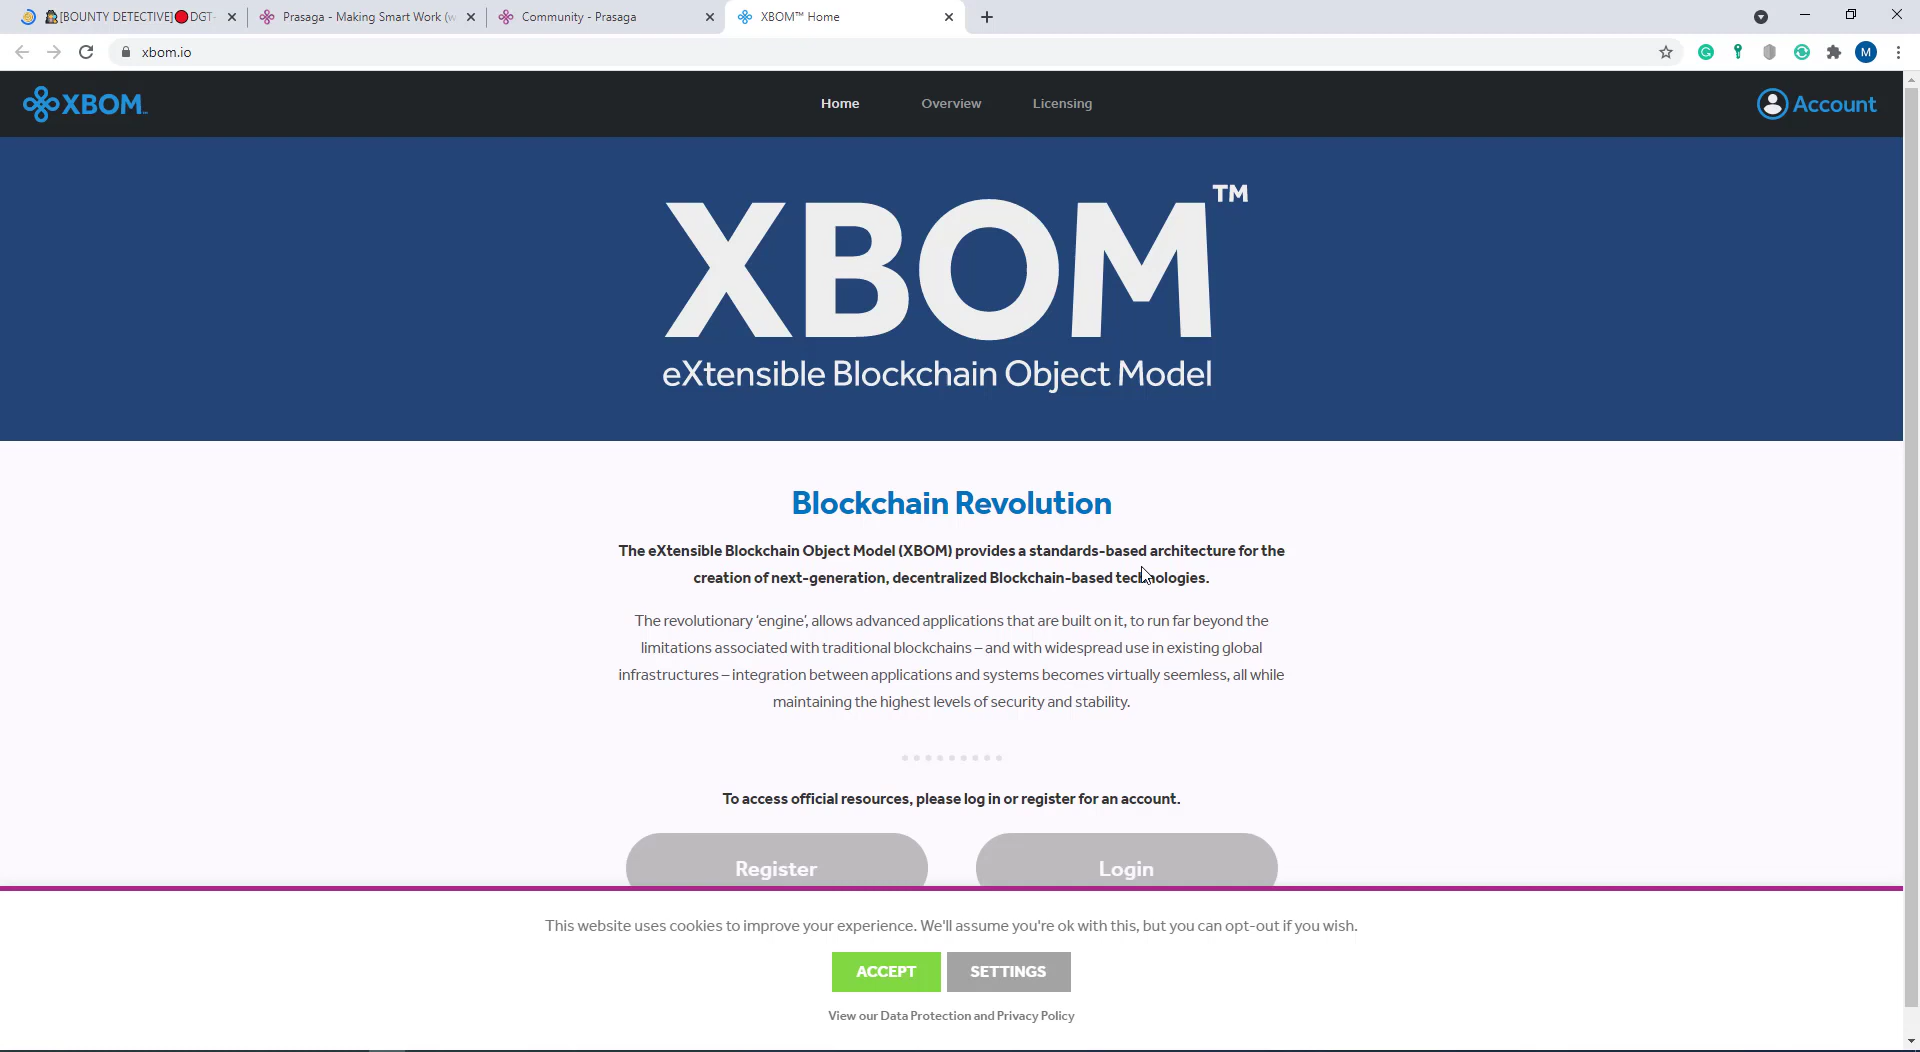 [BOUNTY DETECTIVE]🔴DGT-
Prasaga - Making Smart Work (w
Community - Prasaga
XBOM™ Home
xbom.io
M
XBOM™
Home
Overview
Licensing
Account
XBOM™
eXtensible Blockchain Object Model
Blockchain Revolution
The eXtensible Blockchain Object Model (XBOM) provides a standards-based architecture for the
creation of next-generation, decentralized Blockchain-based technologies.
The revolutionary ‘engine’, allows advanced applications that are built on it, to run far beyond the
limitations associated with traditional blockchains – and with widespread use in existing global
infrastructures – integration between applications and systems becomes virtually seemless, all while
maintaining the highest levels of security and stability.
To access official resources, please log in or register for an account.
Register
Login
This website uses cookies to improve your experience. We'll assume you're ok with this, but you can opt-out if you wish.
ACCEPT
SETTINGS
View our Data Protection and Privacy Policy